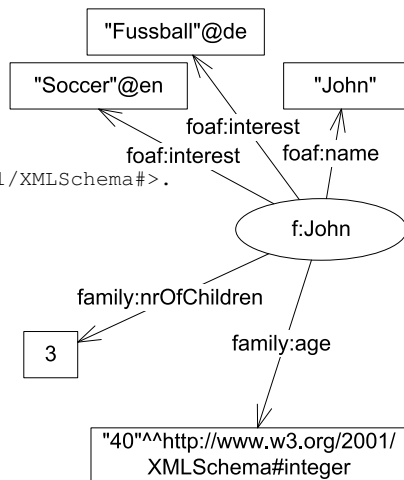 "Fussball"@de
"Soccer"@en
"John"
foaf:interest
foaf:interest
foaf:name
/XMLSchema#>.
f:John
family:nrOfChildren
family:age
3
"40"^^http://www.w3.org/2001/
XMLSchema#integer